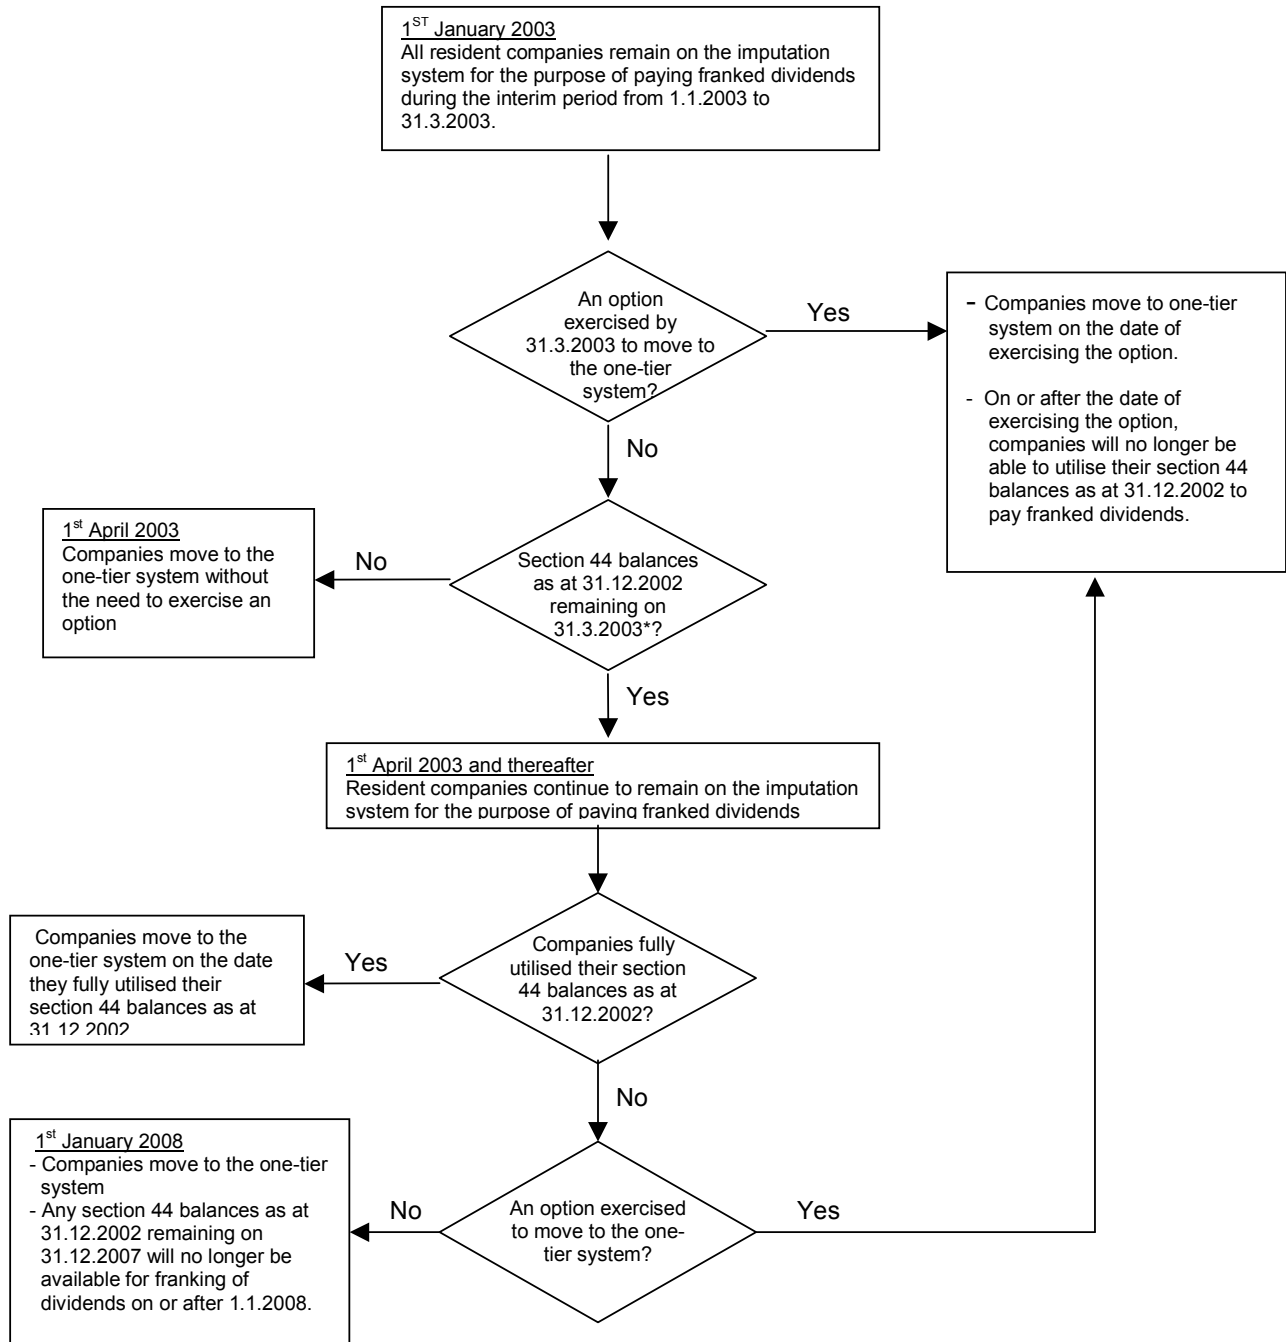 1ST January 2003
All resident companies remain on the imputation
system for the purpose of paying franked dividends
during the interim period from 1.1.2003 to
31.3.2003.
An option
exercised by
31.3.2003 to move to
the one-tier
system?
Yes
- Companies move to one-tier
system on the date of
exercising the option.
- On or after the date of
exercising the option,
companies will no longer be
able to utilise their section 44
balances as at 31.12.2002 to
pay franked dividends.
No
Section 44 balances
as at 31.12.2002
remaining on
31.3.2003*?
No
1st April 2003
Companies move to the
one-tier system without
the need to exercise an
option
Yes
1st April 2003 and thereafter
Resident companies continue to remain on the imputation
system for the purpose of paying franked dividends
Companies fully
utilised their section
44 balances as at
31.12.2002?
Yes
Companies move to the
one-tier system on the date
they fully utilised their
section 44 balances as at
31.12.2002
No
An option exercised
to move to the one-
tier system?
Yes
No
1st January 2008
- Companies move to the one-tier
system
- Any section 44 balances as at
31.12.2002 remaining on
31.12.2007 will no longer be
available for franking of
dividends on or after 1.1.2008.